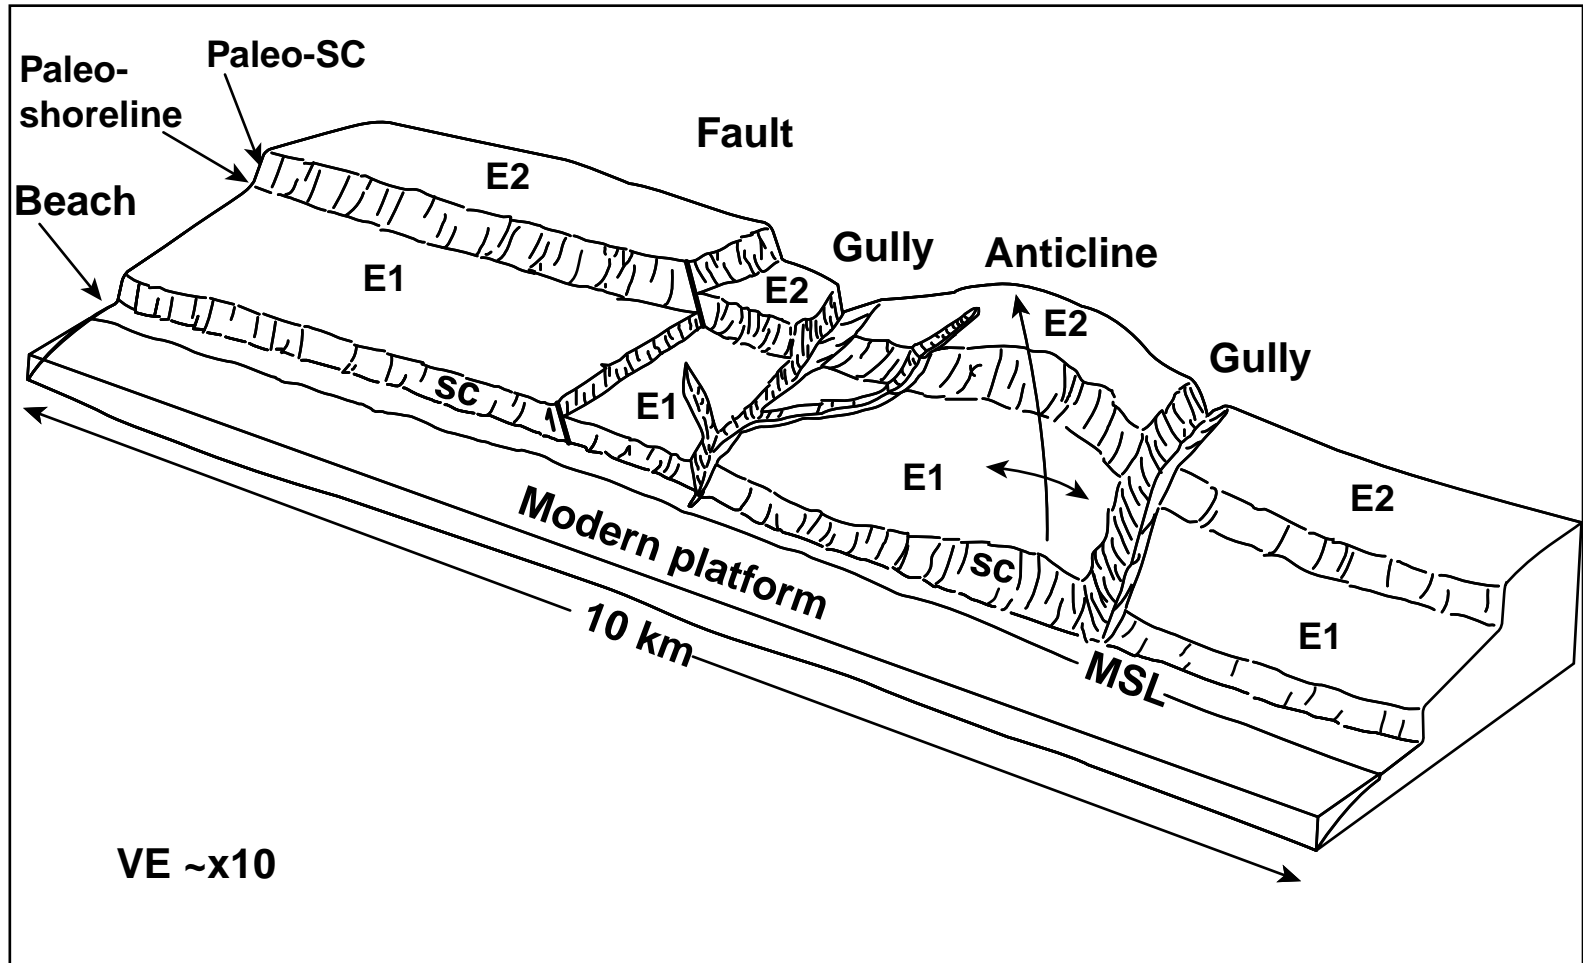 Paleo-SC
Paleo-
shoreline
Fault
E2
Beach
Gully
Anticline
E1
E2
E2
Gully
SC
E1
E1
E2
Modern platform
SC
10 km
E1
MSL
VE ~x10